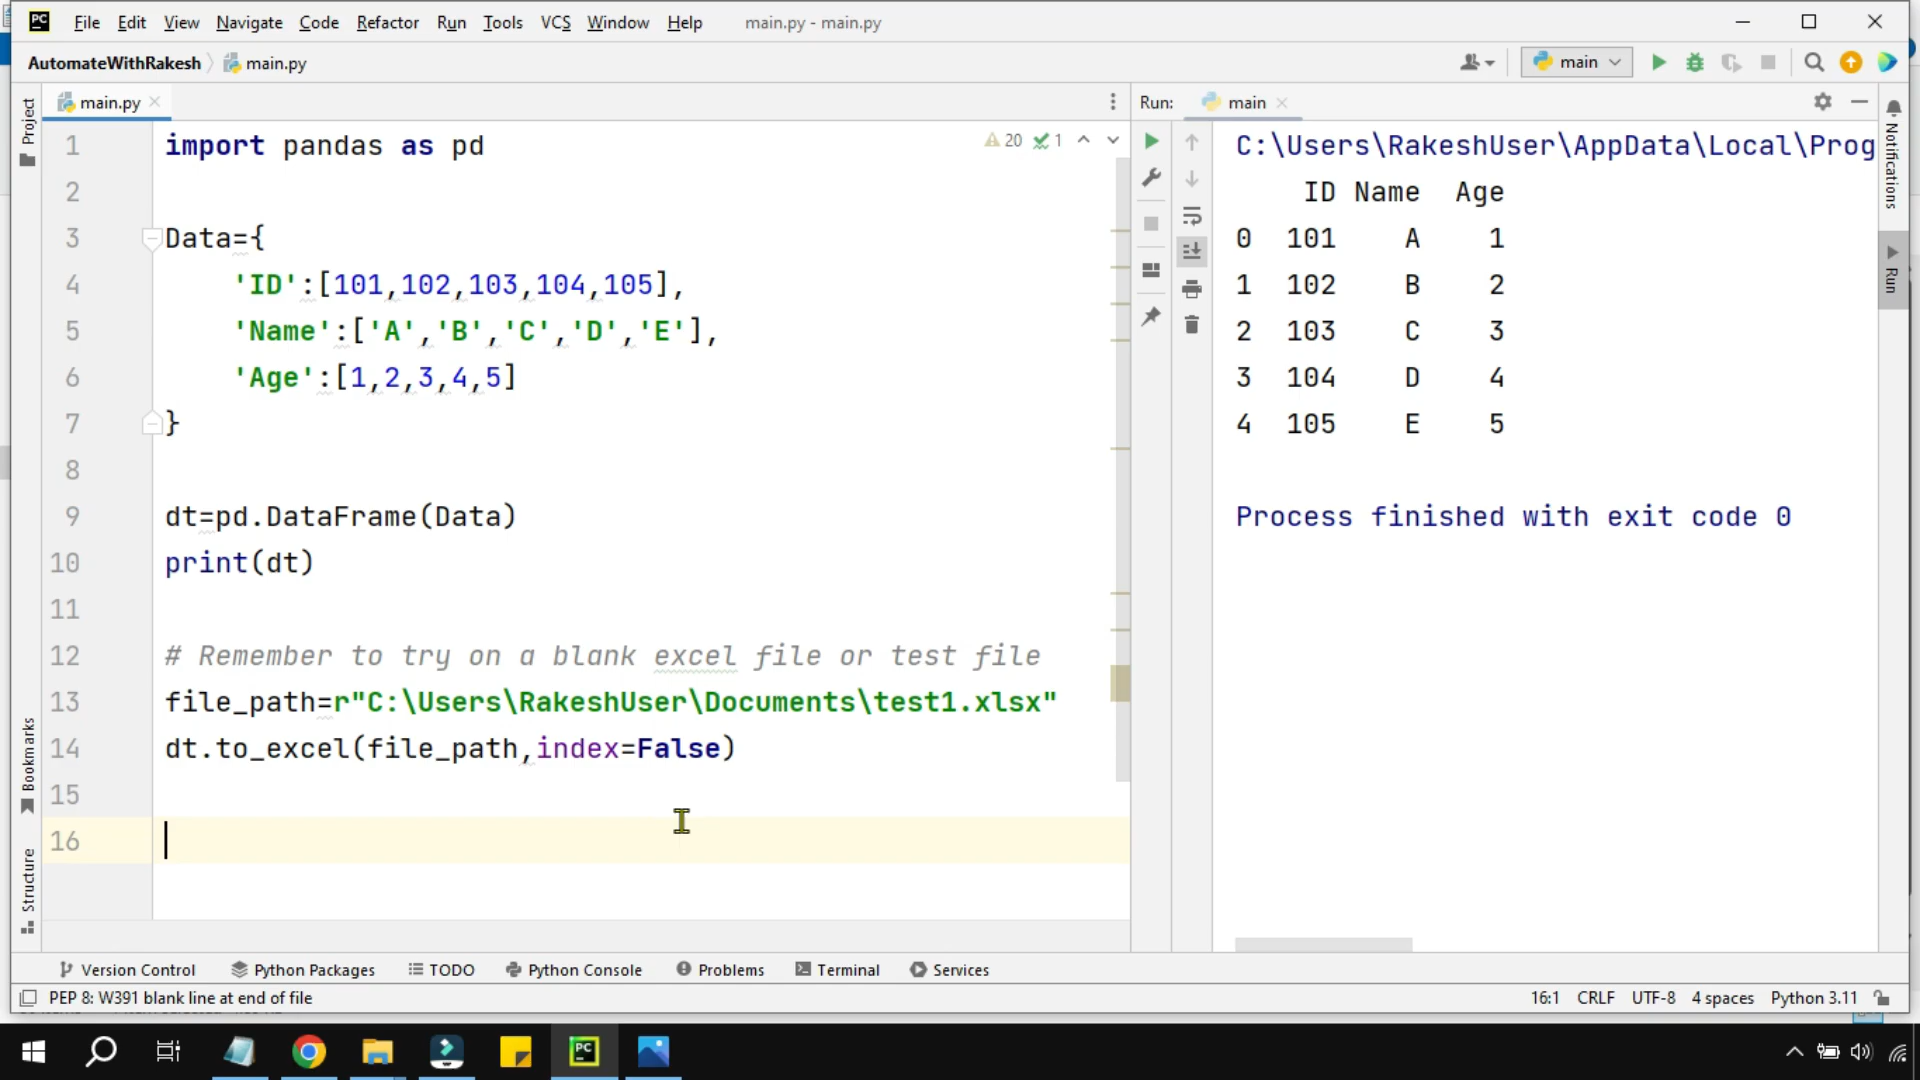 PC File Edit View Navigate Code Refactor Run Tools VCS Window Help main.py - main.py
AutomateWithRakesh main.py main
main.py Run: main
Project
Bookmarks
Structure
20 1
1 import pandas as pd
2
3 Data={
4 'ID':[101,102,103,104,105],
5 'Name':['A','B','C','D','E'],
6 'Age':[1,2,3,4,5]
7 }
8
9 dt=pd.DataFrame(Data)
10 print(dt)
11
12 # Remember to try on a blank excel file or test file
13 file_path=r"C:\Users\RakeshUser\Documents\test1.xlsx"
14 dt.to_excel(file_path,index=False)
15
16
C:\Users\RakeshUser\AppData\Local\Prog
ID Name Age
0 101 A 1
1 102 B 2
2 103 C 3
3 104 D 4
4 105 E 5
Process finished with exit code 0
Notifications
Run
Version Control Python Packages TODO Python Console Problems Terminal Services
PEP 8: W391 blank line at end of file 16:1 CRLF UTF-8 4 spaces Python 3.11
PC